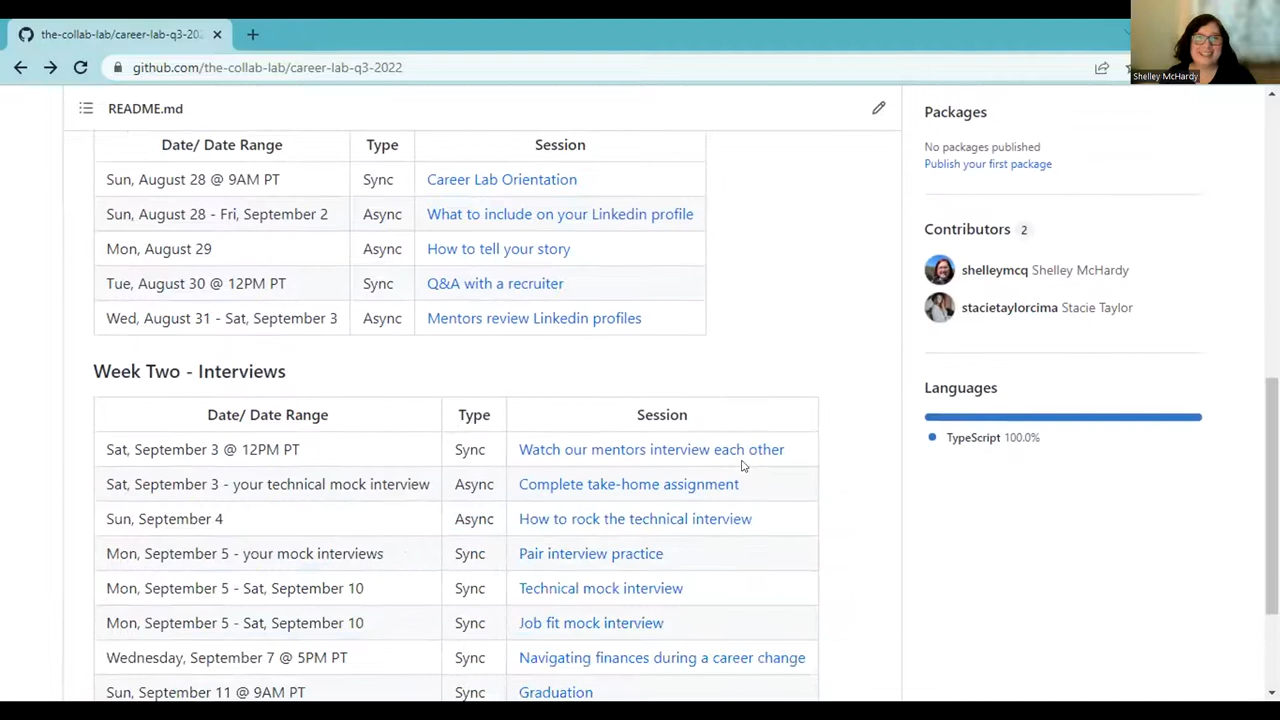 the-collab-lab/career-lab-q3-202
github.com/the-collab-lab/career-lab-q3-2022
Shelley McHardy
README.md
Date/ Date Range Type Session
Sun, August 28 @ 9AM PT Sync Career Lab Orientation
Sun, August 28 - Fri, September 2 Async What to include on your Linkedin profile
Mon, August 29 Async How to tell your story
Tue, August 30 @ 12PM PT Sync Q&A with a recruiter
Wed, August 31 - Sat, September 3 Async Mentors review Linkedin profiles
Week Two - Interviews
Date/ Date Range Type Session
Sat, September 3 @ 12PM PT Sync Watch our mentors interview each other
Sat, September 3 - your technical mock interview Async Complete take-home assignment
Sun, September 4 Async How to rock the technical interview
Mon, September 5 - your mock interviews Sync Pair interview practice
Mon, September 5 - Sat, September 10 Sync Technical mock interview
Mon, September 5 - Sat, September 10 Sync Job fit mock interview
Wednesday, September 7 @ 5PM PT Sync Navigating finances during a career change
Sun, September 11 @ 9AM PT Sync Graduation
Packages
No packages published
Publish your first package
Contributors 2
shelleymcq Shelley McHardy
stacietaylorcima Stacie Taylor
Languages
TypeScript 100.0%